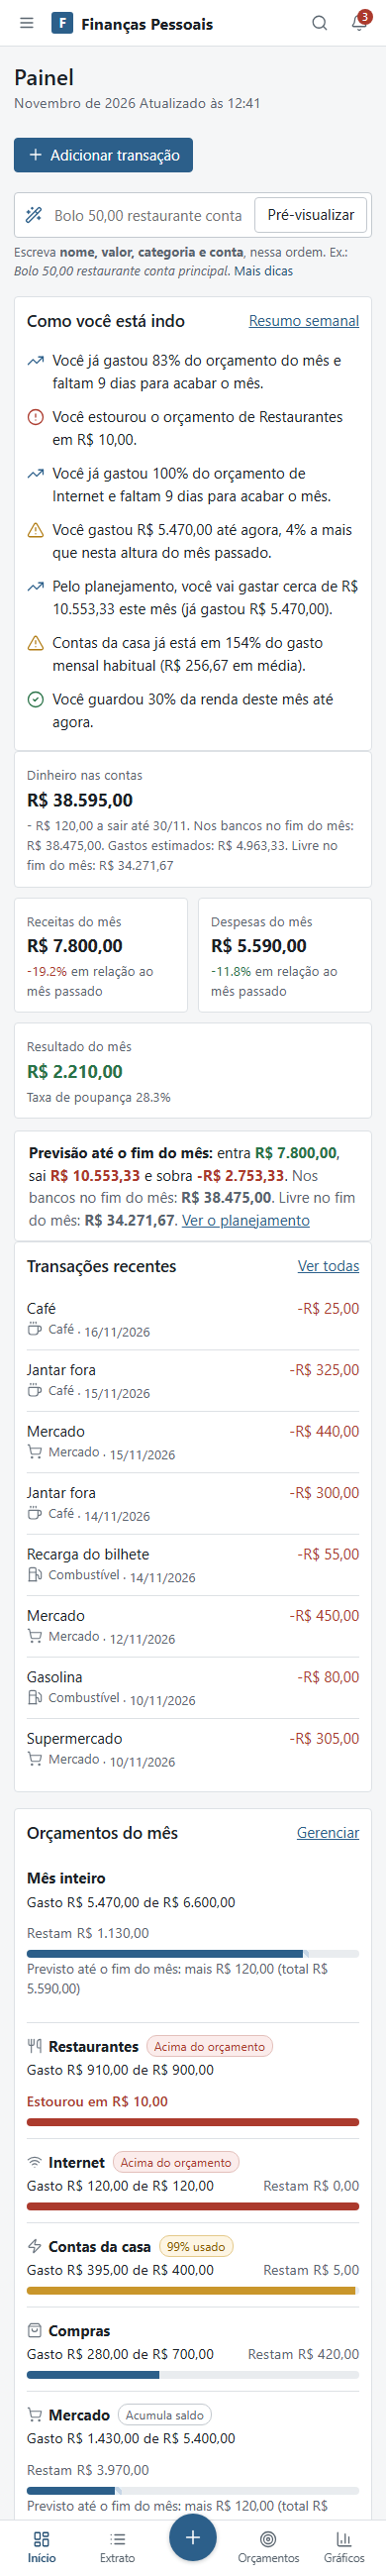 F Finanças Pessoais
3
Painel
Novembro de 2026 Atualizado às 12:41
Adicionar transação
Bolo 50,00 restaurante conta
Pré-visualizar
Escreva nome, valor, categoria e conta, nessa ordem. Ex.:
Bolo 50,00 restaurante conta principal. Mais dicas
Como você está indo
Resumo semanal
Você já gastou 83% do orçamento do mês e
faltam 9 dias para acabar o mês.
Você estourou o orçamento de Restaurantes
em R$ 10,00.
Você já gastou 100% do orçamento de
Internet e faltam 9 dias para acabar o mês.
Você gastou R$ 5.470,00 até agora, 4% a mais
que nesta altura do mês passado.
Pelo planejamento, você vai gastar cerca de R$
10.553,33 este mês (já gastou R$ 5.470,00).
Contas da casa já está em 154% do gasto
mensal habitual (R$ 256,67 em média).
Você guardou 30% da renda deste mês até
agora.
Dinheiro nas contas
R$ 38.595,00
- R$ 120,00 a sair até 30/11. Nos bancos no fim do mês:
R$ 38.475,00. Gastos estimados: R$ 4.963,33. Livre no
fim do mês: R$ 34.271,67
Receitas do mês
R$ 7.800,00
-19.2% em relação ao
mês passado
Despesas do mês
R$ 5.590,00
-11.8% em relação ao
mês passado
Resultado do mês
R$ 2.210,00
Taxa de poupança 28.3%
Previsão até o fim do mês: entra R$ 7.800,00,
sai R$ 10.553,33 e sobra -R$ 2.753,33. Nos
bancos no fim do mês: R$ 38.475,00. Livre no fim
do mês: R$ 34.271,67. Ver o planejamento
Transações recentes
Ver todas
Café -R$ 25,00
Café . 16/11/2026
Jantar fora -R$ 325,00
Café . 15/11/2026
Mercado -R$ 440,00
Mercado . 15/11/2026
Jantar fora -R$ 300,00
Café . 14/11/2026
Recarga do bilhete -R$ 55,00
Combustível . 14/11/2026
Mercado -R$ 450,00
Mercado . 12/11/2026
Gasolina -R$ 80,00
Combustível . 10/11/2026
Supermercado -R$ 305,00
Mercado . 10/11/2026
Orçamentos do mês
Gerenciar
Mês inteiro
Gasto R$ 5.470,00 de R$ 6.600,00
Restam R$ 1.130,00
Previsto até o fim do mês: mais R$ 120,00 (total R$
5.590,00)
Restaurantes Acima do orçamento
Gasto R$ 910,00 de R$ 900,00
Estourou em R$ 10,00
Internet Acima do orçamento
Gasto R$ 120,00 de R$ 120,00 Restam R$ 0,00
Contas da casa 99% usado
Gasto R$ 395,00 de R$ 400,00 Restam R$ 5,00
Compras
Gasto R$ 280,00 de R$ 700,00 Restam R$ 420,00
Mercado Acumula saldo
Gasto R$ 1.430,00 de R$ 5.400,00
Restam R$ 3.970,00
Previsto até o fim do mês: mais R$ 120,00 (total R$
Início
Extrato
Orçamentos
Gráficos